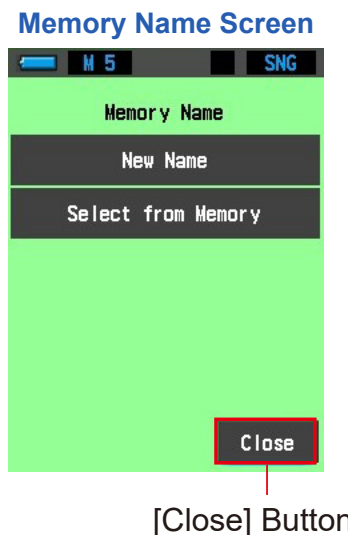 Memory Name Screen
M 5 SNG
Memory Name
New Name
Select from Memory
Close
[Close] Button